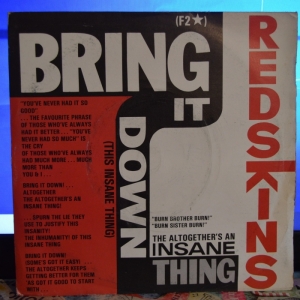 (F2★)
BRING
IT
DOWN
(THIS INSANE THING)
REDSKINS
"YOU'VE NEVER HAD IT SO
GOOD"
... THE FAVOURITE PHRASE
OF THOSE WHO'VE ALWAYS
HAD IT BETTER... "YOU'VE
NEVER HAD SO MUCH" IS
THE CRY
OF THOSE WHO'VE ALWAYS
HAD MUCH MORE... MUCH
MORE THAN
YOU & I...
BRING IT DOWN! ..
ALTOGETHER
THE ALTOGETHER'S AN
INSANE THING!
...SPURN THE LIE THEY
USE TO JUSTIFY THIS
INSANITY!
THE INHUMANITY! OF THIS
INSANE THING
BRING IT DOWN!
(SOME'S GOT IT EASY) ...
THE ALTOGETHER KEEPS
GETTING BETTER FOR THEM
AS GOT IT GOOD TO START
WITH...
"BURN BROTHER BURN!"
"BURN SISTER BURN!"
THE ALTOGETHER'S AN
INSANE
THING